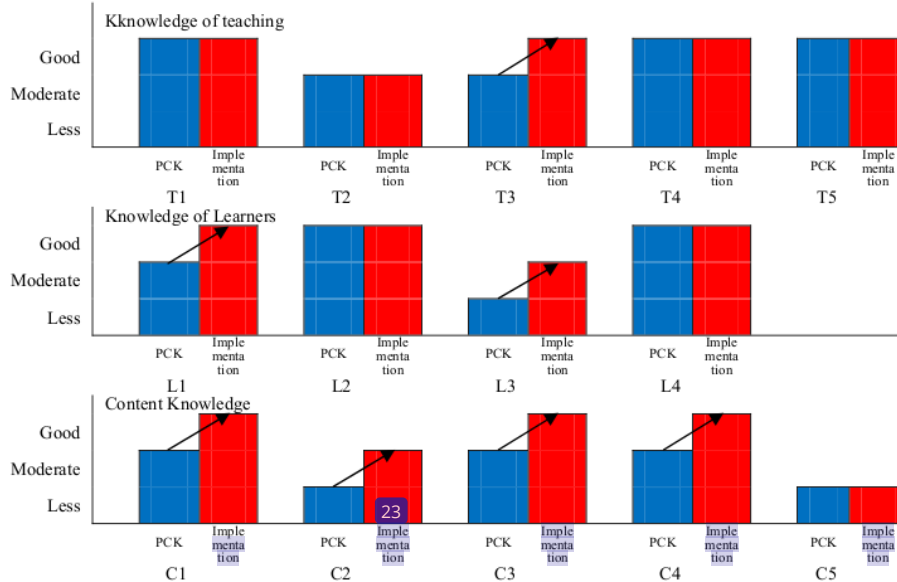 Kknowledge of teaching
Good
Moderate
Less
PCK
Imple
menta
tion
PCK
Imple
menta
tion
PCK
Imple
menta
tion
PCK
Imple
menta
tion
PCK
Imple
menta
tion
T1
T2
T3
T4
T5
Knowledge of Learners
Good
Moderate
Less
PCK
Imple
menta
tion
PCK
Imple
menta
tion
PCK
Imple
menta
tion
PCK
Imple
menta
tion
L1
L2
L3
L4
Content Knowledge
Good
Moderate
Less
23
PCK
Imple
menta
tion
PCK
Imple
menta
tion
PCK
Imple
menta
tion
PCK
Imple
menta
tion
PCK
Imple
menta
tion
C1
C2
C3
C4
C5